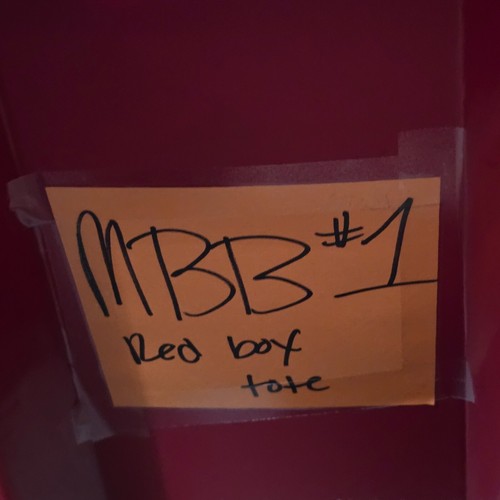 MBB #1
Red box
tote